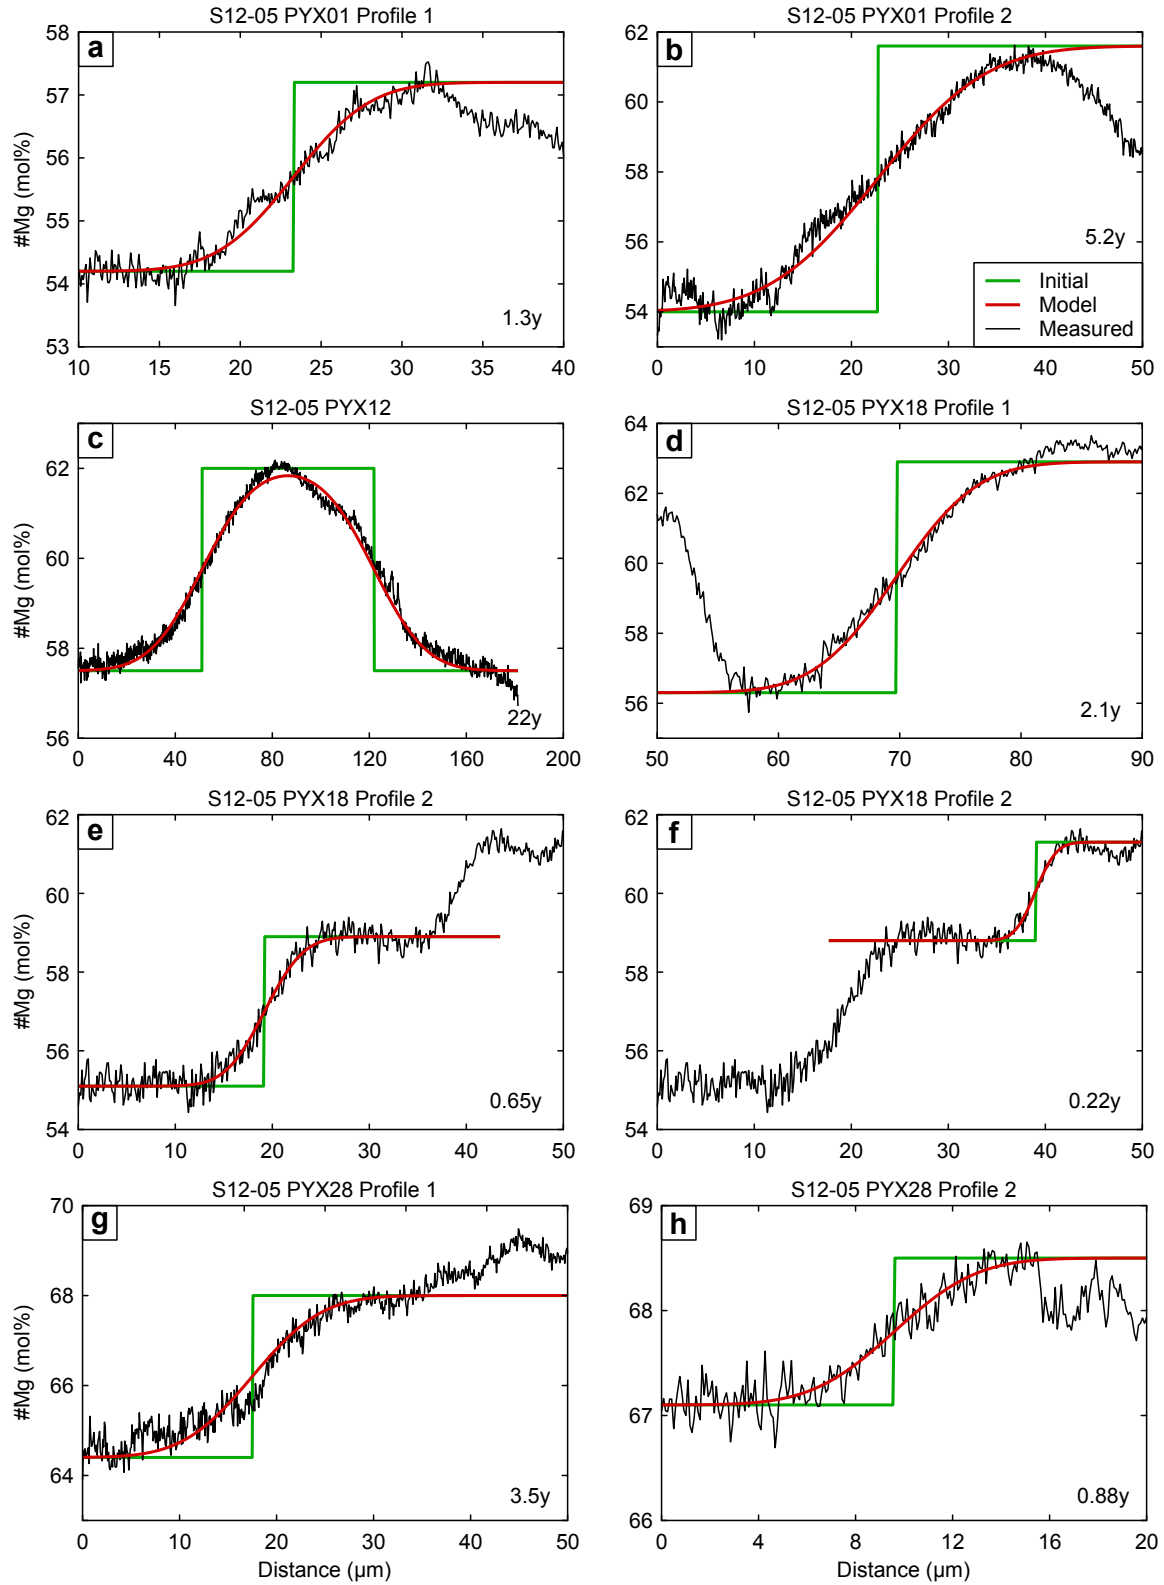 S12-05 PYX01 Profile 1
a
58
57
56
55
54
53
#Mg (mol%)
1.3y
10 15 20 25 30 35 40
S12-05 PYX01 Profile 2
b
62
60
58
56
54
5.2y
Initial
Model
Measured
0 10 20 30 40 50
S12-05 PYX12
c
62
60
58
56
#Mg (mol%)
22y
0 40 80 120 160 200
S12-05 PYX18 Profile 1
d
64
62
60
58
56
2.1y
50 60 70 80 90
S12-05 PYX18 Profile 2
e
62
60
58
56
54
#Mg (mol%)
0.65y
0 10 20 30 40 50
S12-05 PYX18 Profile 2
f
62
60
58
56
54
0.22y
0 10 20 30 40 50
S12-05 PYX28 Profile 1
g
70
68
66
64
#Mg (mol%)
3.5y
0 10 20 30 40 50
Distance (µm)
S12-05 PYX28 Profile 2
h
69
68
67
66
0.88y
0 4 8 12 16 20
Distance (µm)